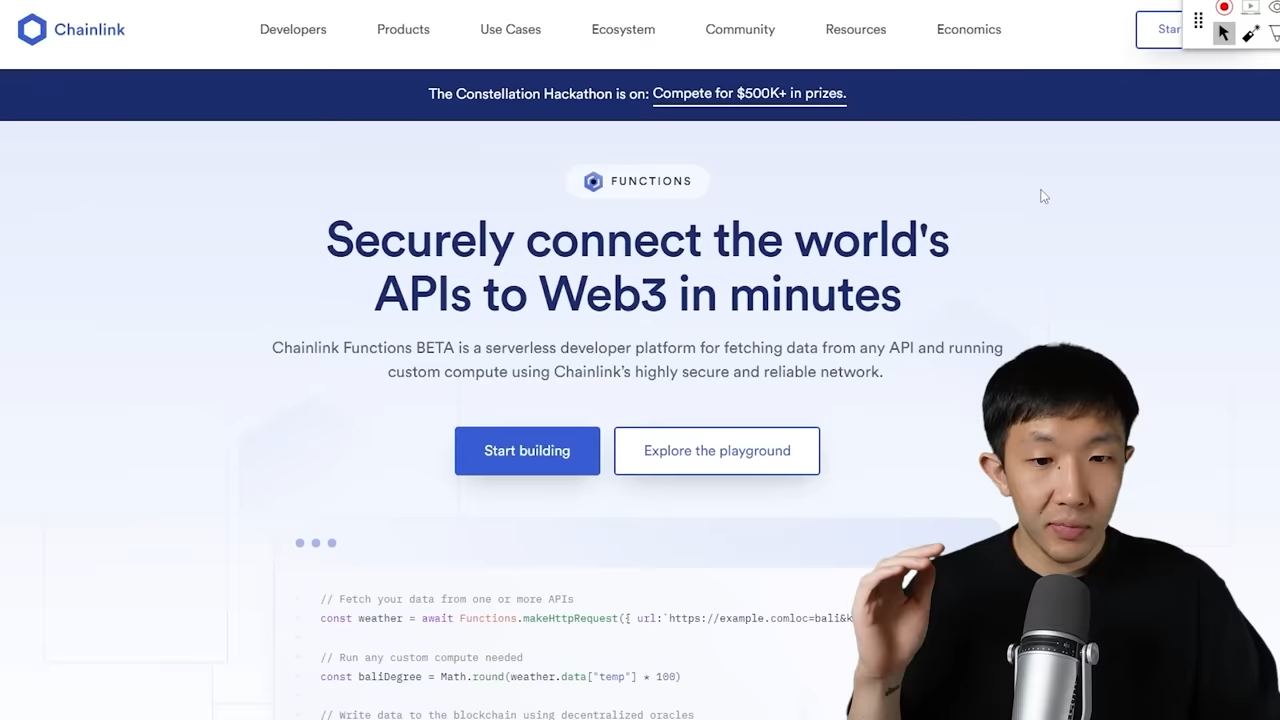 Chainlink
Developers
Products
Use Cases
Ecosystem
Community
Resources
Economics
Star
The Constellation Hackathon is on: Compete for $500K+ in prizes.
FUNCTIONS
Securely connect the world's
APIs to Web3 in minutes
Chainlink Functions BETA is a serverless developer platform for fetching data from any API and running
custom compute using Chainlink’s highly secure and reliable network.
Start building
Explore the playground
// Fetch your data from one or more APIs
const weather = await Functions.makeHttpRequest({ url:`https://example.comloc=bali&k
// Run any custom compute needed
const baliDegree = Math.round(weather.data["temp"] * 100)
// Write data to the blockchain using decentralized oracles